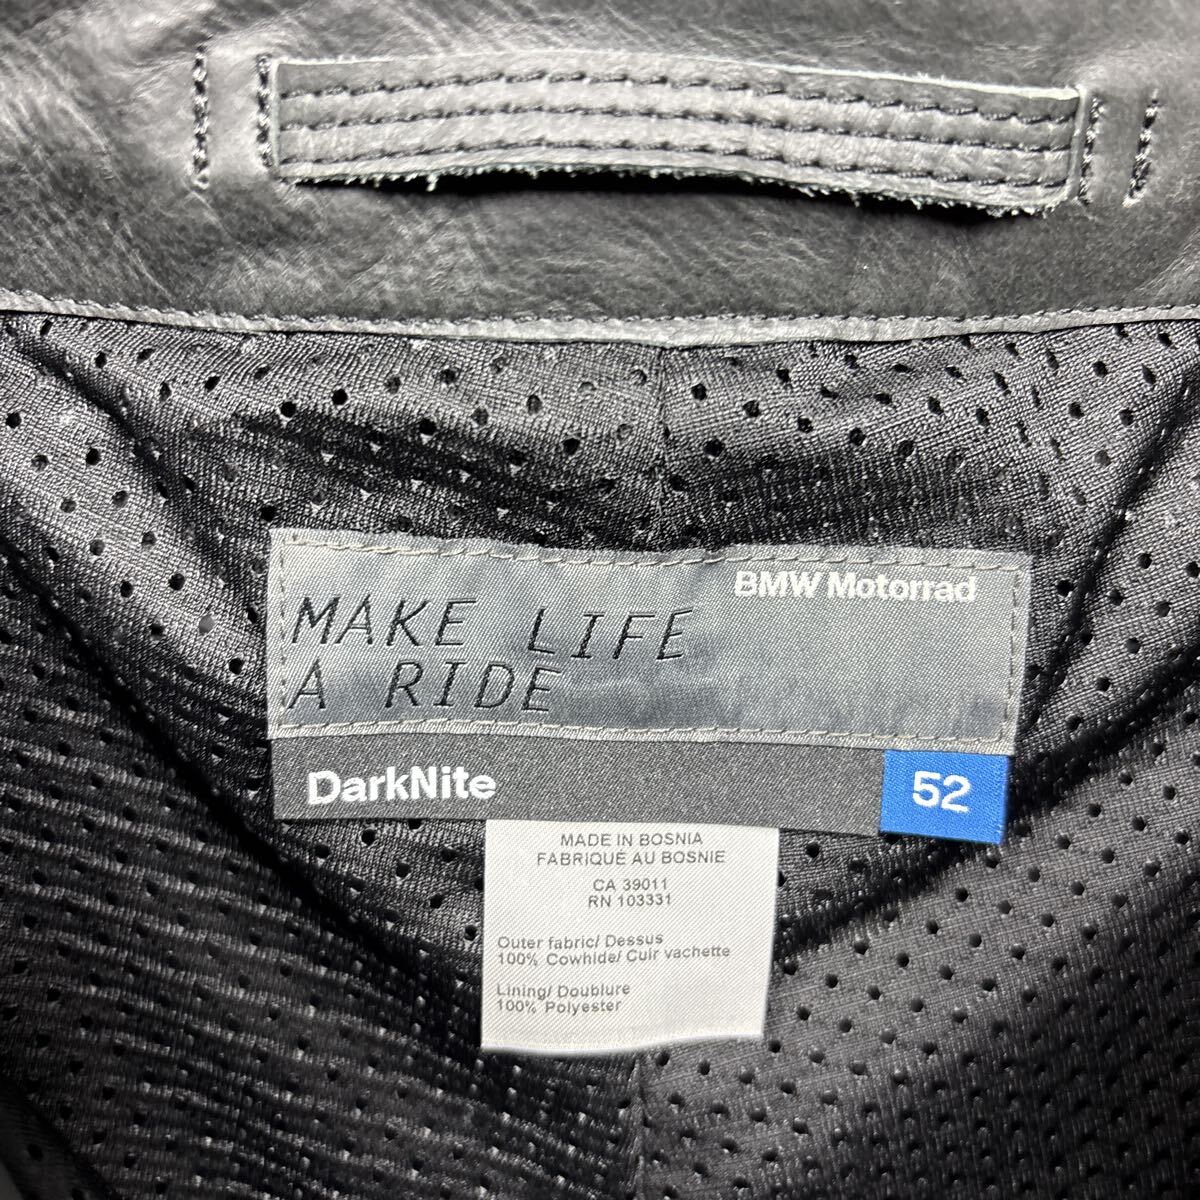 BMW Motorrad
MAKE LIFE
A RIDE
DarkNite
52
MADE IN BOSNIA
FABRIQUÉ AU BOSNIE
CA 39011
RN 103331
Outer fabric/ Dessus
100% Cowhide/ Cuir vachette
Lining/ Doublure
100% Polyester